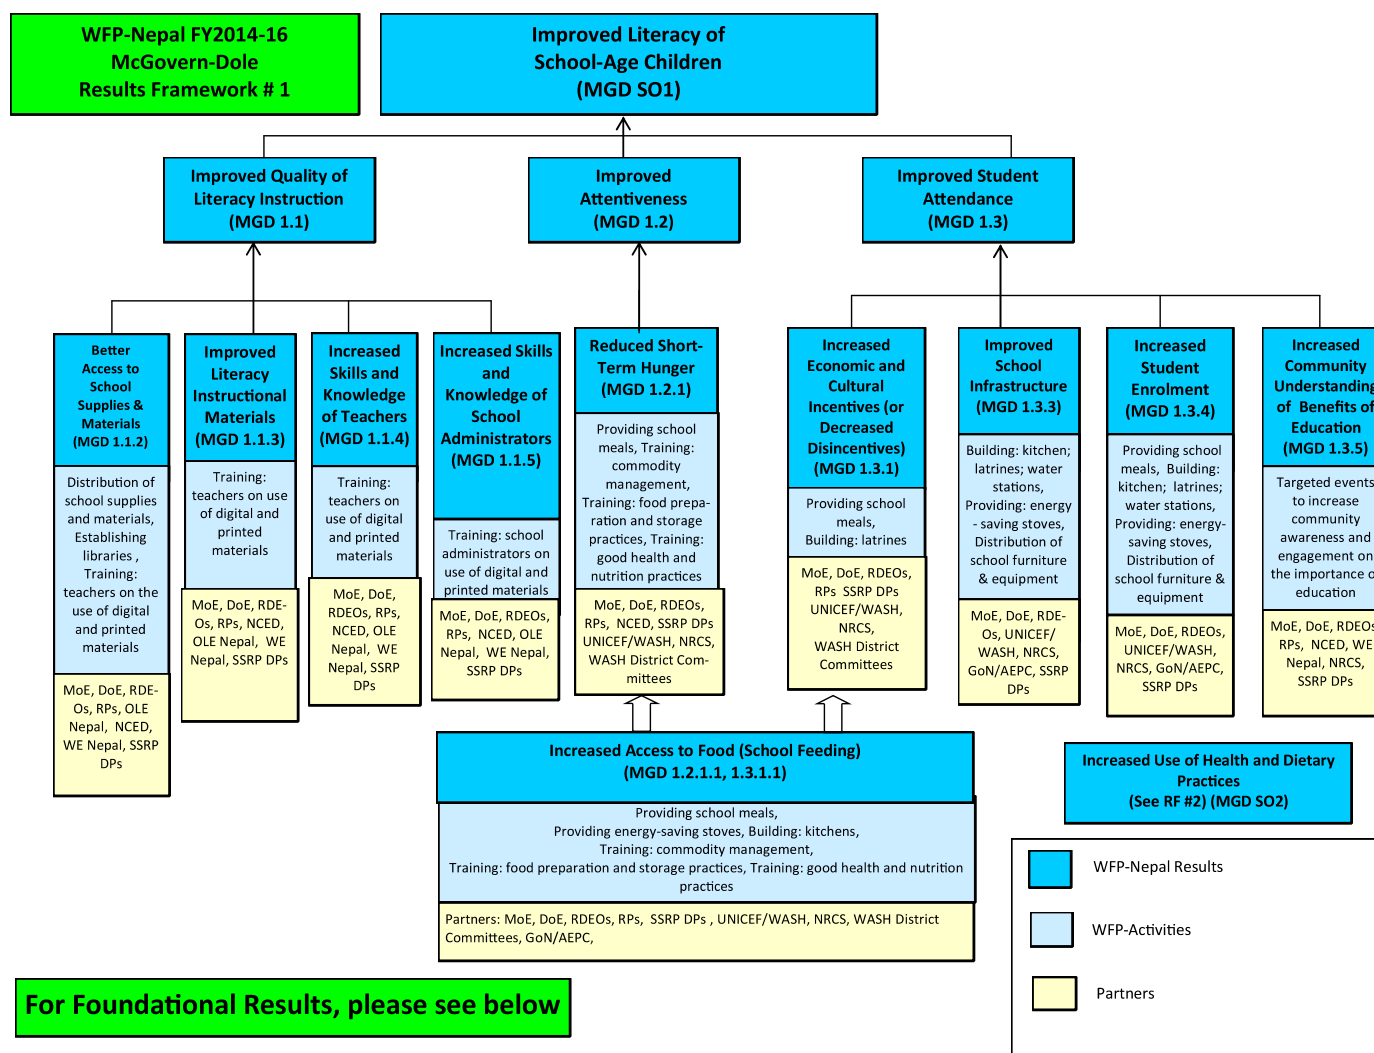 WFP-Nepal FY2014-16
McGovern-Dole
Results Framework # 1
Improved Literacy of
School-Age Children
(MGD SO1)
Improved Quality of
Literacy Instruction
(MGD 1.1)
Improved
Attentiveness
(MGD 1.2)
Improved Student
Attendance
(MGD 1.3)
Better
Access to
School
Supplies &
Materials
(MGD 1.1.2)
Distribution of
school supplies
and materials,
Establishing
libraries ,
Training:
teachers on the
use of digital
and printed
materials
MoE, DoE, RDE-
Os, RPs, OLE
Nepal, NCED,
WE Nepal, SSRP
DPs
Improved
Literacy
Instructional
Materials
(MGD 1.1.3)
Training:
teachers on use
of digital and
printed
materials
MoE, DoE, RDE-
Os, RPs, NCED,
OLE Nepal, WE
Nepal, SSRP DPs
Increased
Skills and
Knowledge
of Teachers
(MGD 1.1.4)
Training:
teachers on
use of digital
and printed
materials
MoE, DoE,
RDEOs, RPs,
NCED, OLE
Nepal, WE
Nepal, SSRP
DPs
Increased Skills
and
Knowledge of
School
Administrators
(MGD 1.1.5)
Training: school
administrators on
use of digital and
printed materials
MoE, DoE, RDEOs,
RPs, NCED, OLE
Nepal, WE Nepal,
SSRP DPs
Reduced Short-
Term Hunger
(MGD 1.2.1)
Providing school
meals, Training:
commodity
management,
Training: food prepa-
ration and storage
practices, Training:
good health and
nutrition practices
MoE, DoE, RDEOs,
RPs, NCED, SSRP DPs
UNICEF/WASH, NRCS,
WASH District Com-
mittees
Increased
Economic and
Cultural
Incentives (or
Decreased
Disincentives)
(MGD 1.3.1)
Providing school
meals,
Building: latrines
MoE, DoE, RDEOs,
RPs SSRP DPs
UNICEF/WASH,
NRCS,
WASH District
Committees
Improved
School
Infrastructure
(MGD 1.3.3)
Building: kitchen;
latrines; water
stations,
Providing: energy
- saving stoves,
Distribution of
school furniture
& equipment
MoE, DoE, RDE-
Os, UNICEF/
WASH, NRCS,
GoN/AEPC, SSRP
DPs
Increased
Student
Enrolment
(MGD 1.3.4)
Providing school
meals, Building:
kitchen; latrines;
water stations,
Providing: energy-
saving stoves,
Distribution of
school furniture &
equipment
MoE, DoE, RDEOs,
UNICEF/WASH,
NRCS, GoN/AEPC,
SSRP DPs
Increased
Community
Understanding
of Benefits of
Education
(MGD 1.3.5)
Targeted events
to increase
community
awareness and
engagement on
the importance of
education
MoE, DoE, RDEOs,
RPs, NCED, WE
Nepal, NRCS,
SSRP DPs
Increased Access to Food (School Feeding)
(MGD 1.2.1.1, 1.3.1.1)
Providing school meals,
Providing energy-saving stoves, Building: kitchens,
Training: commodity management,
Training: food preparation and storage practices, Training: good health and nutrition
practices
Partners: MoE, DoE, RDEOs, RPs, SSRP DPs , UNICEF/WASH, NRCS, WASH District
Committees, GoN/AEPC,
Increased Use of Health and Dietary
Practices
(See RF #2) (MGD SO2)
WFP-Nepal Results
WFP-Activities
Partners
For Foundational Results, please see below